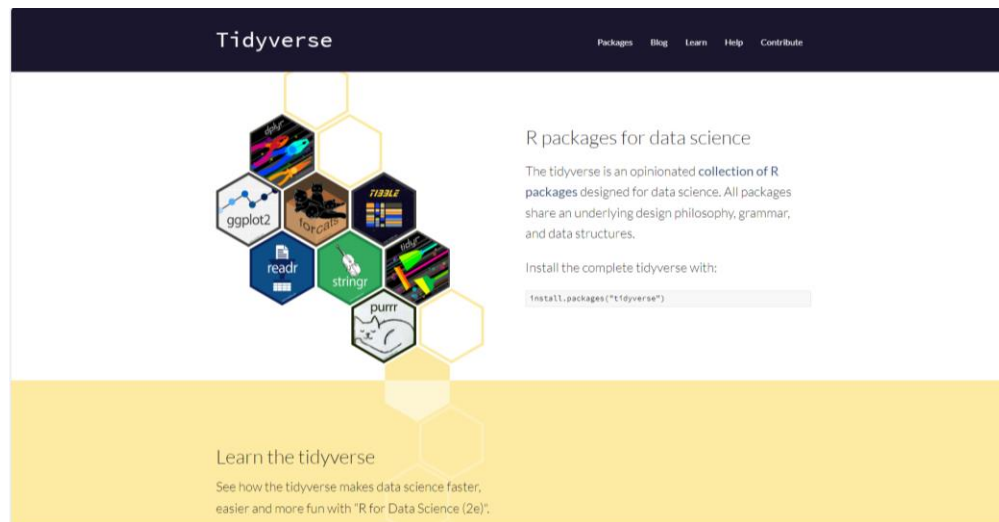 Tidyverse
Packages Blog Learn Help Contribute
dplyr
ggplot2
forcats
TIBBLE
readr
stringr
tidyr
purrr
R packages for data science
The tidyverse is an opinionated collection of R
packages designed for data science. All packages
share an underlying design philosophy, grammar,
and data structures.
Install the complete tidyverse with:
install.packages("tidyverse")
Learn the tidyverse
See how the tidyverse makes data science faster,
easier and more fun with “R for Data Science (2e)”.